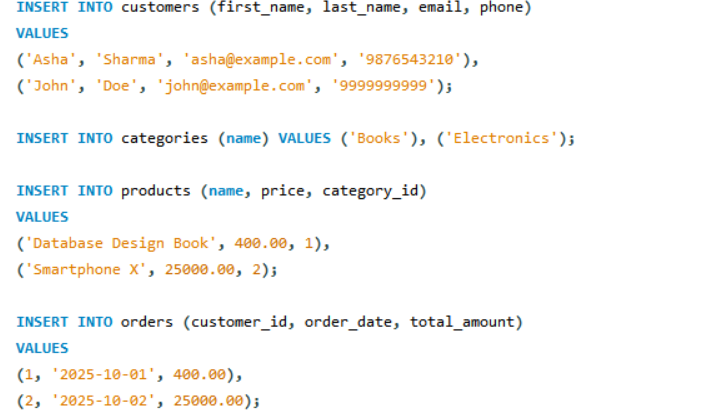 INSERT INTO customers (first_name, last_name, email, phone)
VALUES
('Asha', 'Sharma', 'asha@example.com', '9876543210'),
('John', 'Doe', 'john@example.com', '9999999999');
INSERT INTO categories (name) VALUES ('Books'), ('Electronics');
INSERT INTO products (name, price, category_id)
VALUES
('Database Design Book', 400.00, 1),
('Smartphone X', 25000.00, 2);
INSERT INTO orders (customer_id, order_date, total_amount)
VALUES
(1, '2025-10-01', 400.00),
(2, '2025-10-02', 25000.00);